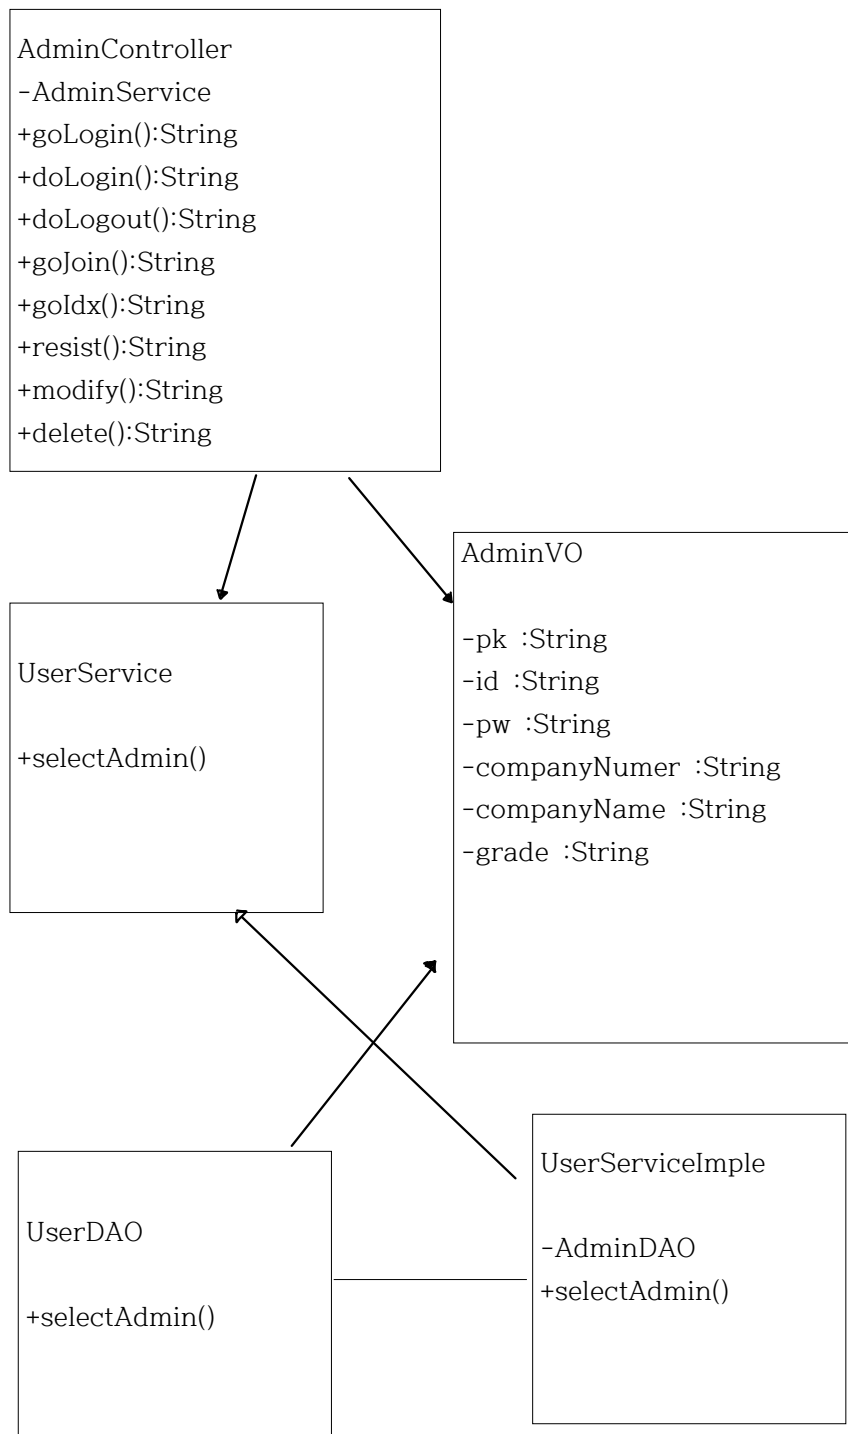 AdminController
-AdminService
+goLogin():String
+doLogin():String
+doLogout():String
+goJoin():String
+goIdx():String
+resist():String
+modify():String
+delete():String
UserService
+selectAdmin()
AdminVO
-pk :String
-id :String
-pw :String
-companyNumer :String
-companyName :String
-grade :String
UserDAO
+selectAdmin()
UserServiceImple
-AdminDAO
+selectAdmin()